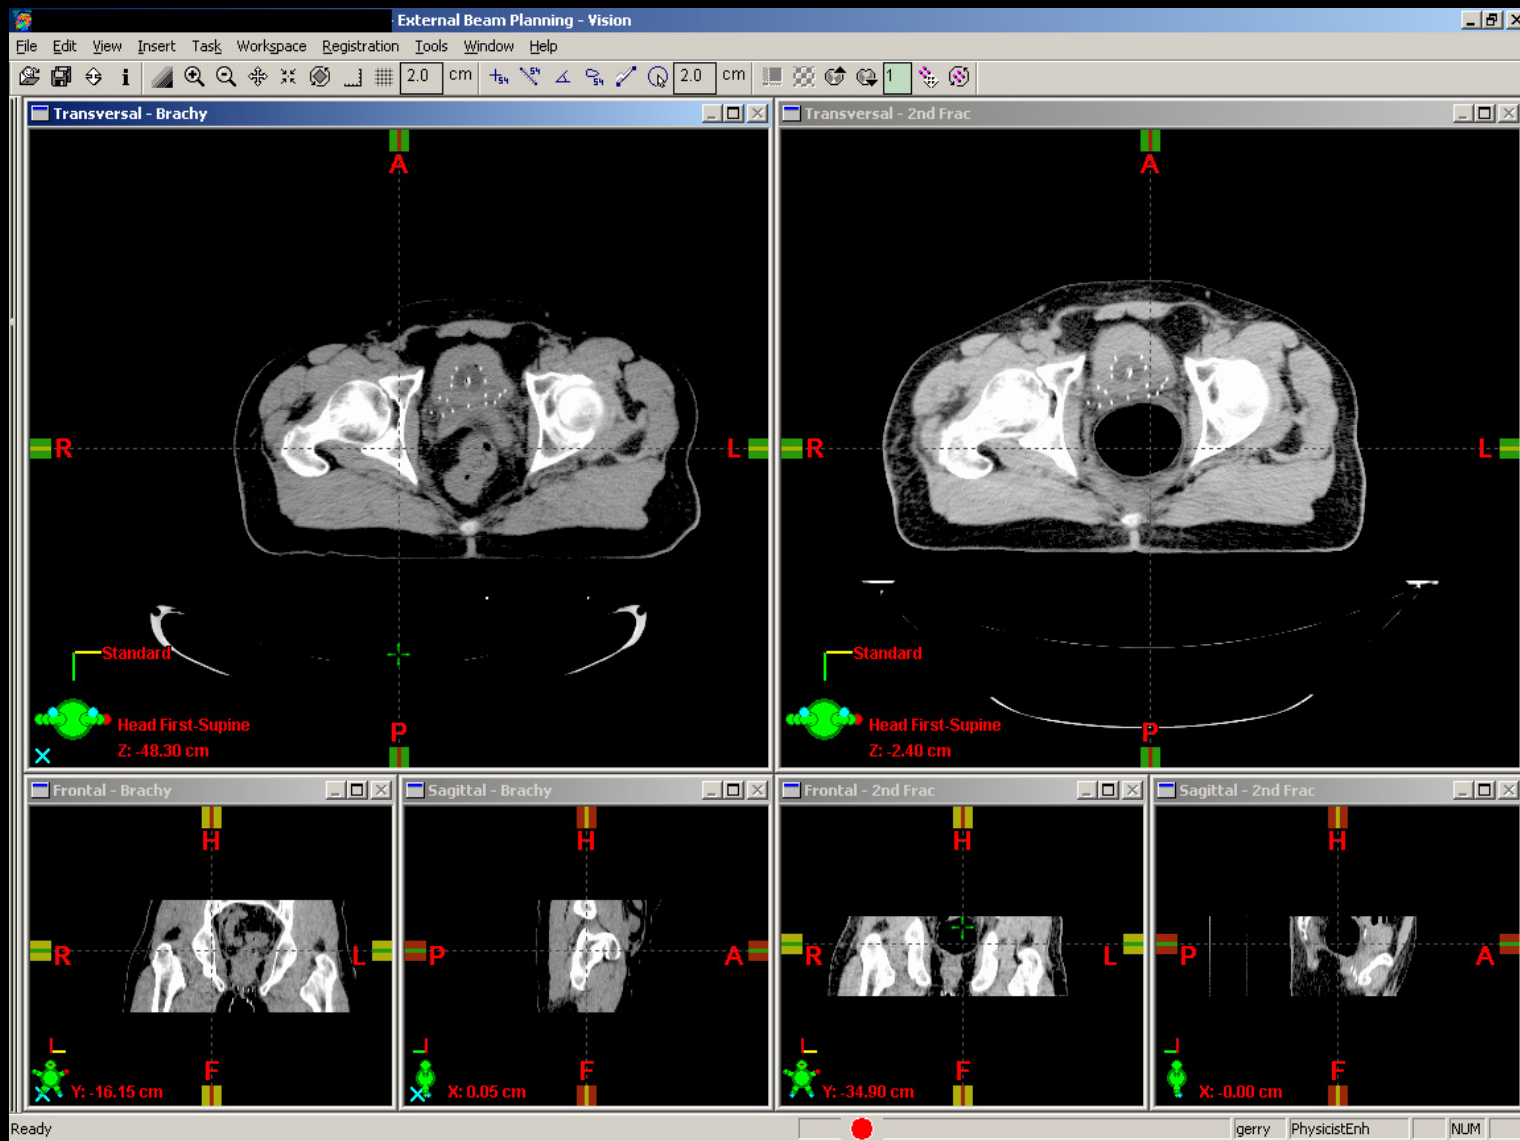 External Beam Planning - Vision
File Edit View Insert Task Workspace Registration Tools Window Help
2.0 cm 54 54 54 2.0 cm 1
Transversal - Brachy
A
R
L
P
Standard
Head First-Supine
Z: -48.30 cm
Transversal - 2nd Frac
A
R
L
P
Standard
Head First-Supine
Z: -2.40 cm
Frontal - Brachy
H
R
L
F
Y: -16.15 cm
Sagittal - Brachy
H
P
A
F
X: 0.05 cm
Frontal - 2nd Frac
H
R
L
F
Y: -34.90 cm
Sagittal - 2nd Frac
H
P
A
F
X: -0.00 cm
Ready
gerry PhysicistEnh NUM